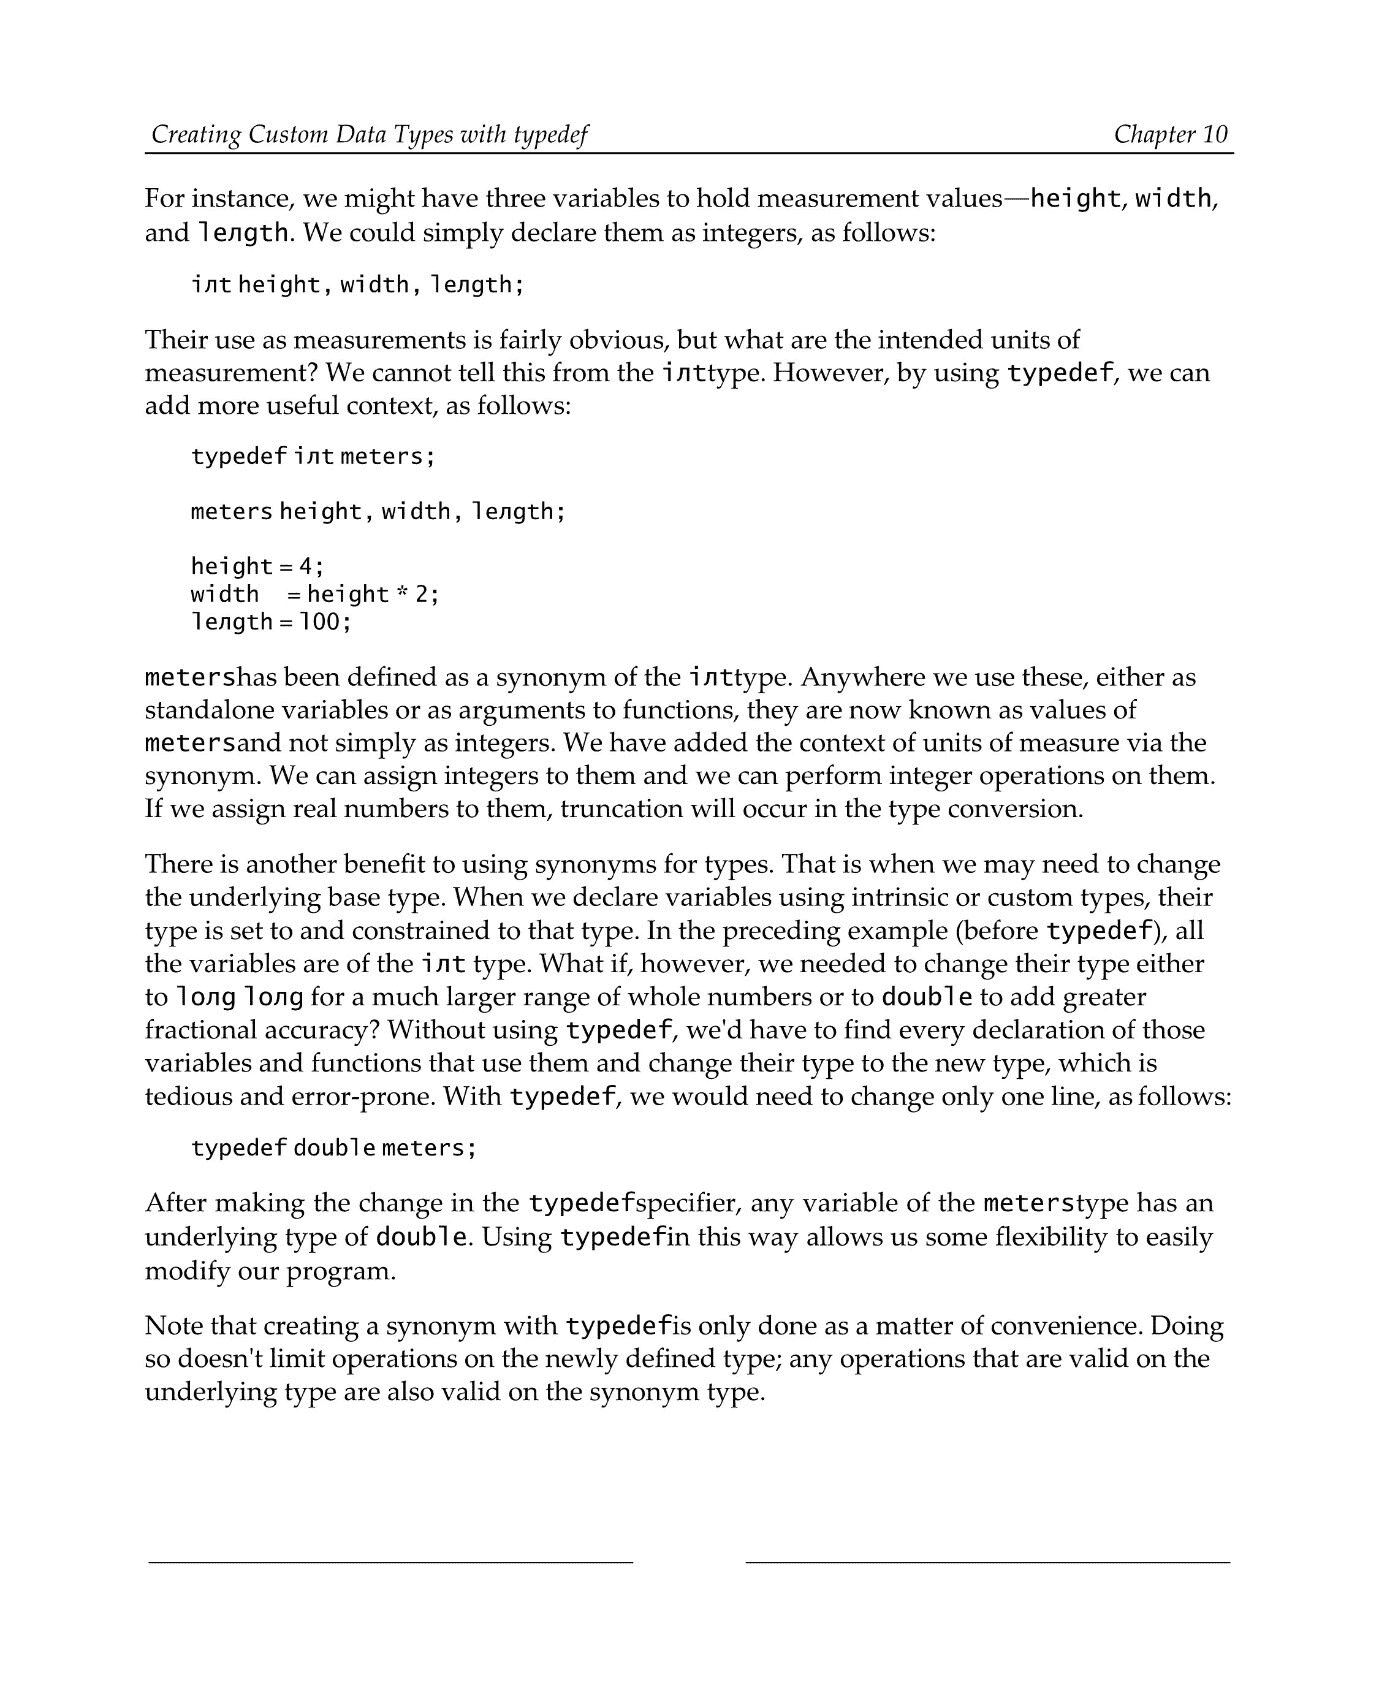 Creating Custom Data Types with typedef Chapter 10
For instance, we might have three variables to hold measurement values—height, width,
and length. We could simply declare them as integers, as follows:
int height, width, length;
Their use as measurements is fairly obvious, but what are the intended units of
measurement? We cannot tell this from the inttype. However, by using typedef, we can
add more useful context, as follows:
typedef int meters;
meters height, width, length;
height = 4;
width  = height * 2;
length = 100;
metershas been defined as a synonym of the inttype. Anywhere we use these, either as
standalone variables or as arguments to functions, they are now known as values of
metersand not simply as integers. We have added the context of units of measure via the
synonym. We can assign integers to them and we can perform integer operations on them.
If we assign real numbers to them, truncation will occur in the type conversion.
There is another benefit to using synonyms for types. That is when we may need to change
the underlying base type. When we declare variables using intrinsic or custom types, their
type is set to and constrained to that type. In the preceding example (before typedef), all
the variables are of the int type. What if, however, we needed to change their type either
to long long for a much larger range of whole numbers or to double to add greater
fractional accuracy? Without using typedef, we'd have to find every declaration of those
variables and functions that use them and change their type to the new type, which is
tedious and error-prone. With typedef, we would need to change only one line, as follows:
typedef double meters;
After making the change in the typedefspecifier, any variable of the meterstype has an
underlying type of double. Using typedefin this way allows us some flexibility to easily
modify our program.
Note that creating a synonym with typedefis only done as a matter of convenience. Doing
so doesn't limit operations on the newly defined type; any operations that are valid on the
underlying type are also valid on the synonym type.